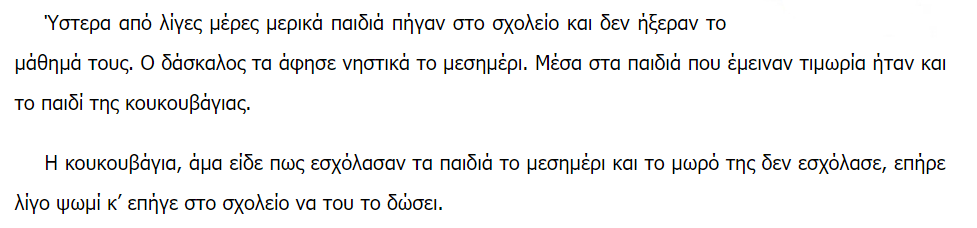 Ύστερα από λίγες μέρες μερικά παιδιά πήγαν στο σχολείο και δεν ήξεραν το
μάθημά τους. Ο δάσκαλος τα άφησε νηστικά το μεσημέρι. Μέσα στα παιδιά που έμειναν τιμωρία ήταν και
το παιδί της κουκουβάγιας.
Η κουκουβάγια, άμα είδε πως εσχόλασαν τα παιδιά το μεσημέρι και το μωρό της δεν εσχόλασε, επήρε
λίγο ψωμί κ’ επήγε στο σχολείο να του το δώσει.